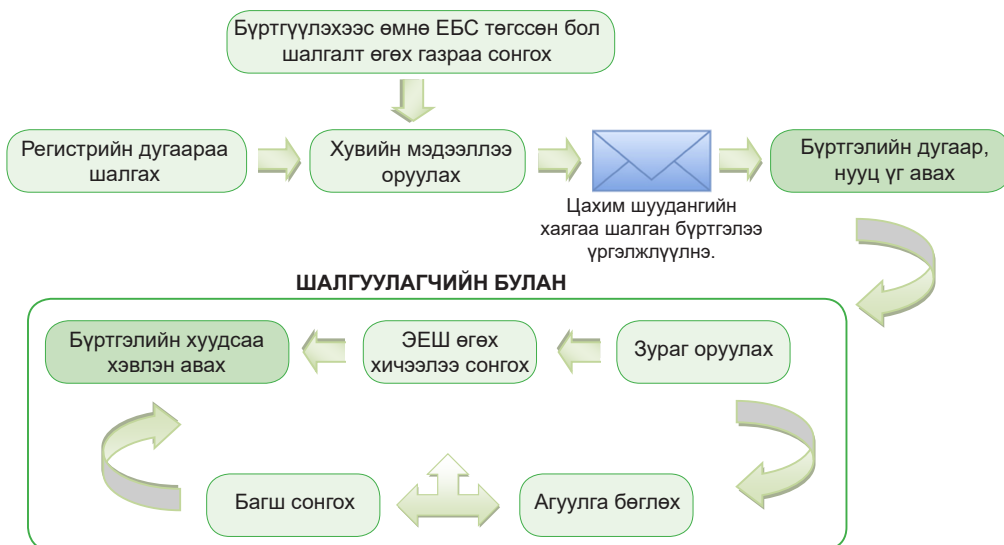 Бүртгүүлэхээс өмнө ЕБС төгссөн бол
шалгалт өгөх газраа сонгох
Регистрийн дугаараа
шалгах
Хувийн мэдээллээ
оруулах
Цахим шуудангийн
хаягаа шалган бүртгэлээ
үргэлжлүүлнэ.
Бүртгэлийн дугаар,
нууц үг авах
ШАЛГУУЛАГЧИЙН БУЛАН
Бүртгэлийн хуудсаа
хэвлэн авах
ЭЕШ өгөх
хичээлээ сонгох
Зураг оруулах
Багш сонгох
Агуулга бөглөх